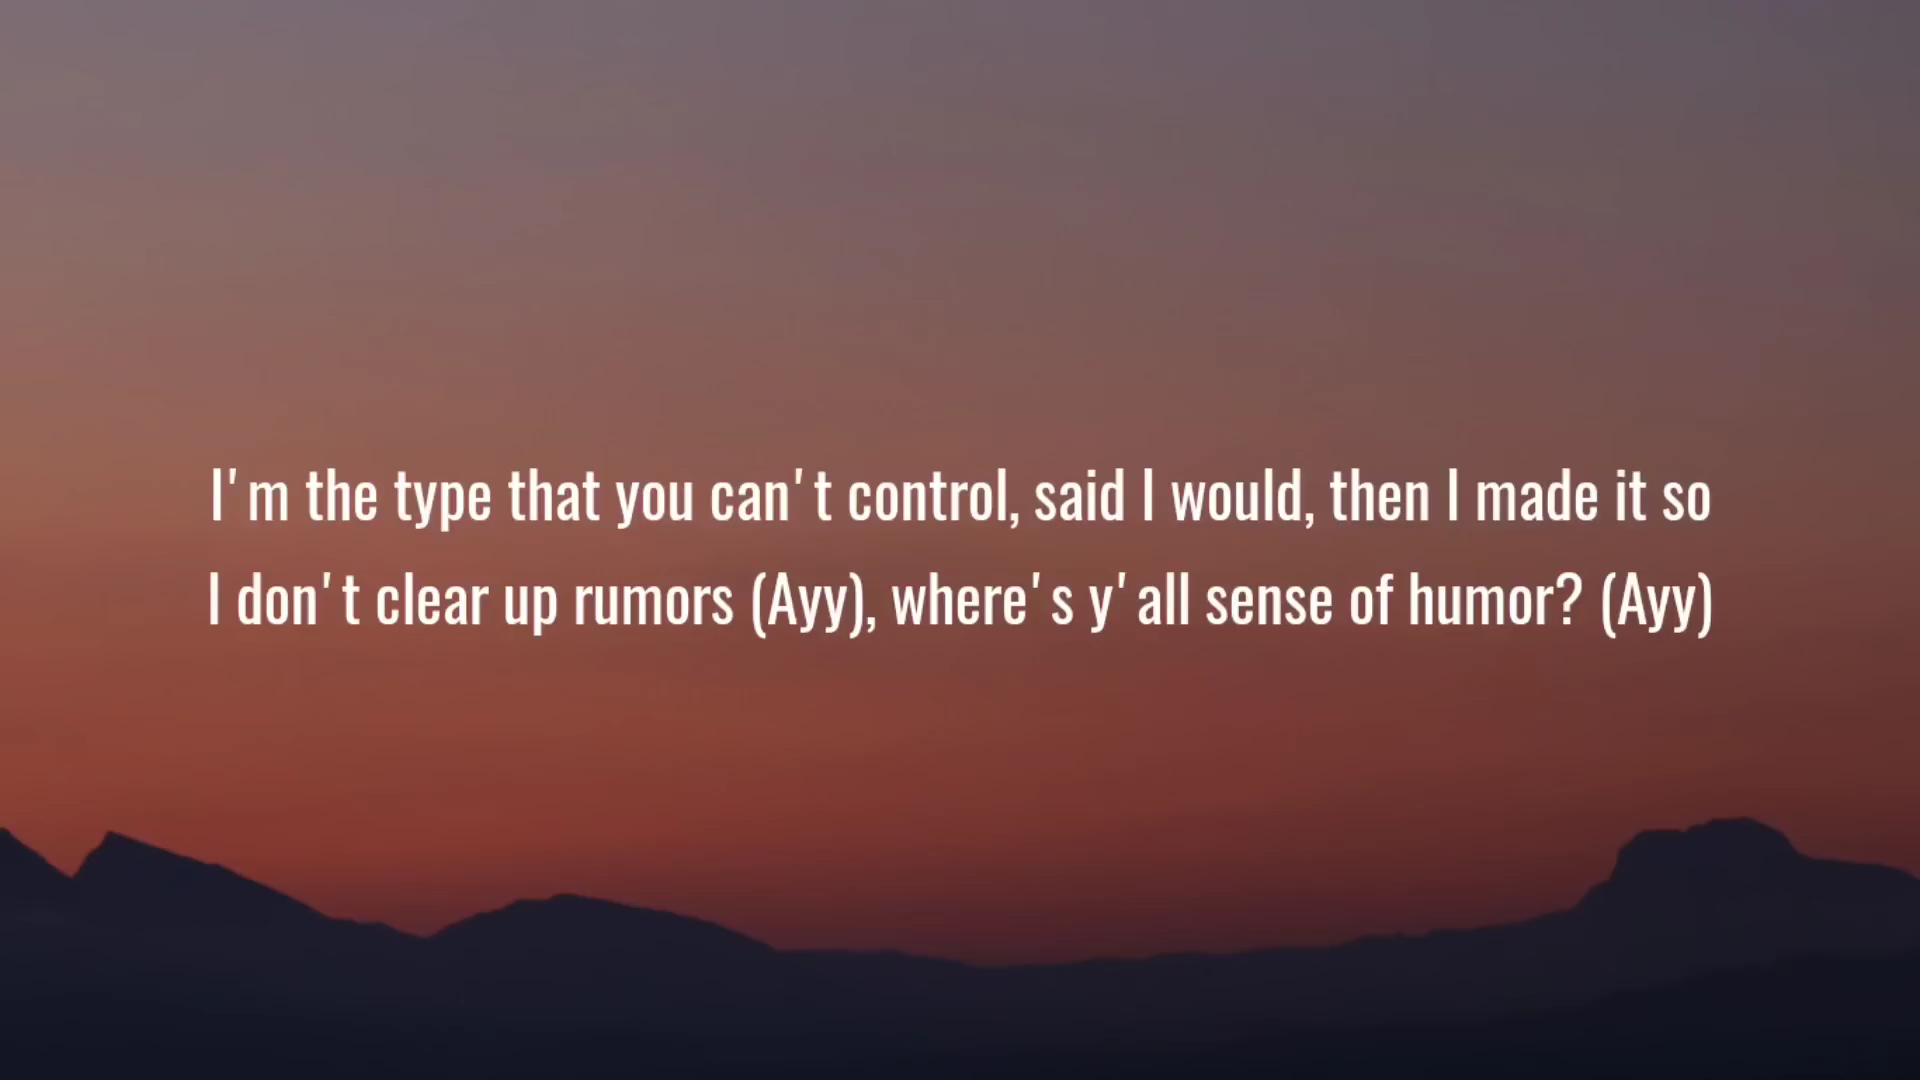 I'm the type that you can't control, said I would, then I made it so
I don't clear up rumors (Ayy), where's y'all sense of humor? (Ayy)